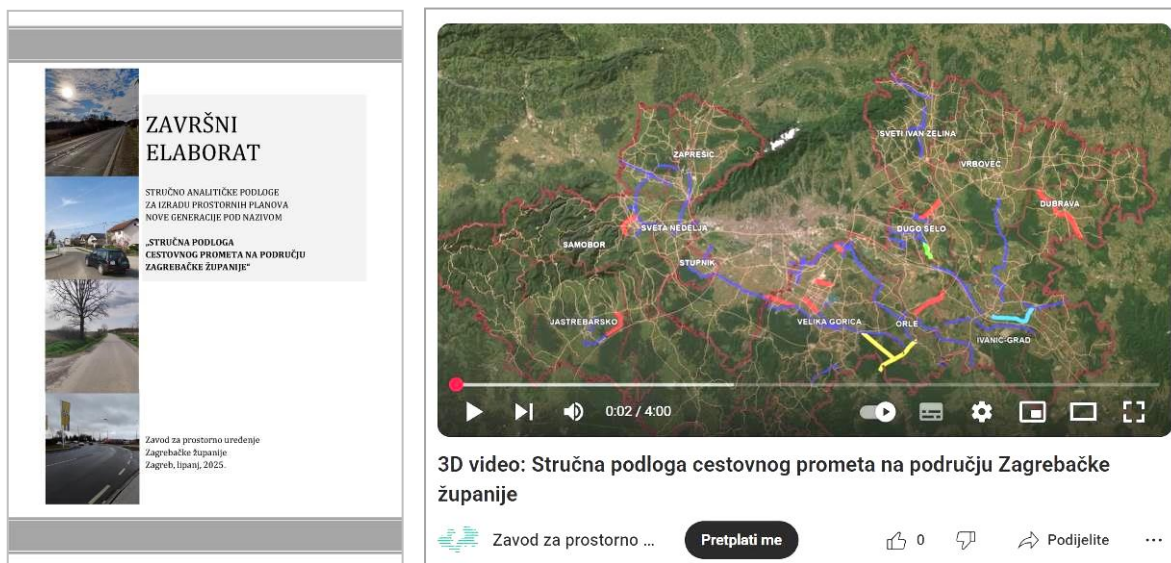 ZAVRŠNI
ELABORAT
STRUČNO ANALITIČKE PODLOGE
ZA IZRADU PROSTORNIH PLANOVA
NOVE GENERACIJE POD NAZIVOM
„STRUČNA PODLOGA
CESTOVNOG PROMETA NA PODRUČJU
ZAGREBAČKE ŽUPANIJE“
Zavod za prostorno uređenje
Zagrebačke županije
Zagreb, lipanj, 2025.
SVETI IVAN ZELINA
ZAPREŠIĆ
VRBOVEC
DUBRAVA
SVETA NEDELJA
DUGO SELO
SAMOBOR
STUPNIK
JASTREBARSKO
VELIKA GORICA
ORLE
IVANIĆ-GRAD
0:02 / 4:00
3D video: Stručna podloga cestovnog prometa na području Zagrebačke
županije
Zavod za prostorno ...
Pretplati me
0
Podijelite